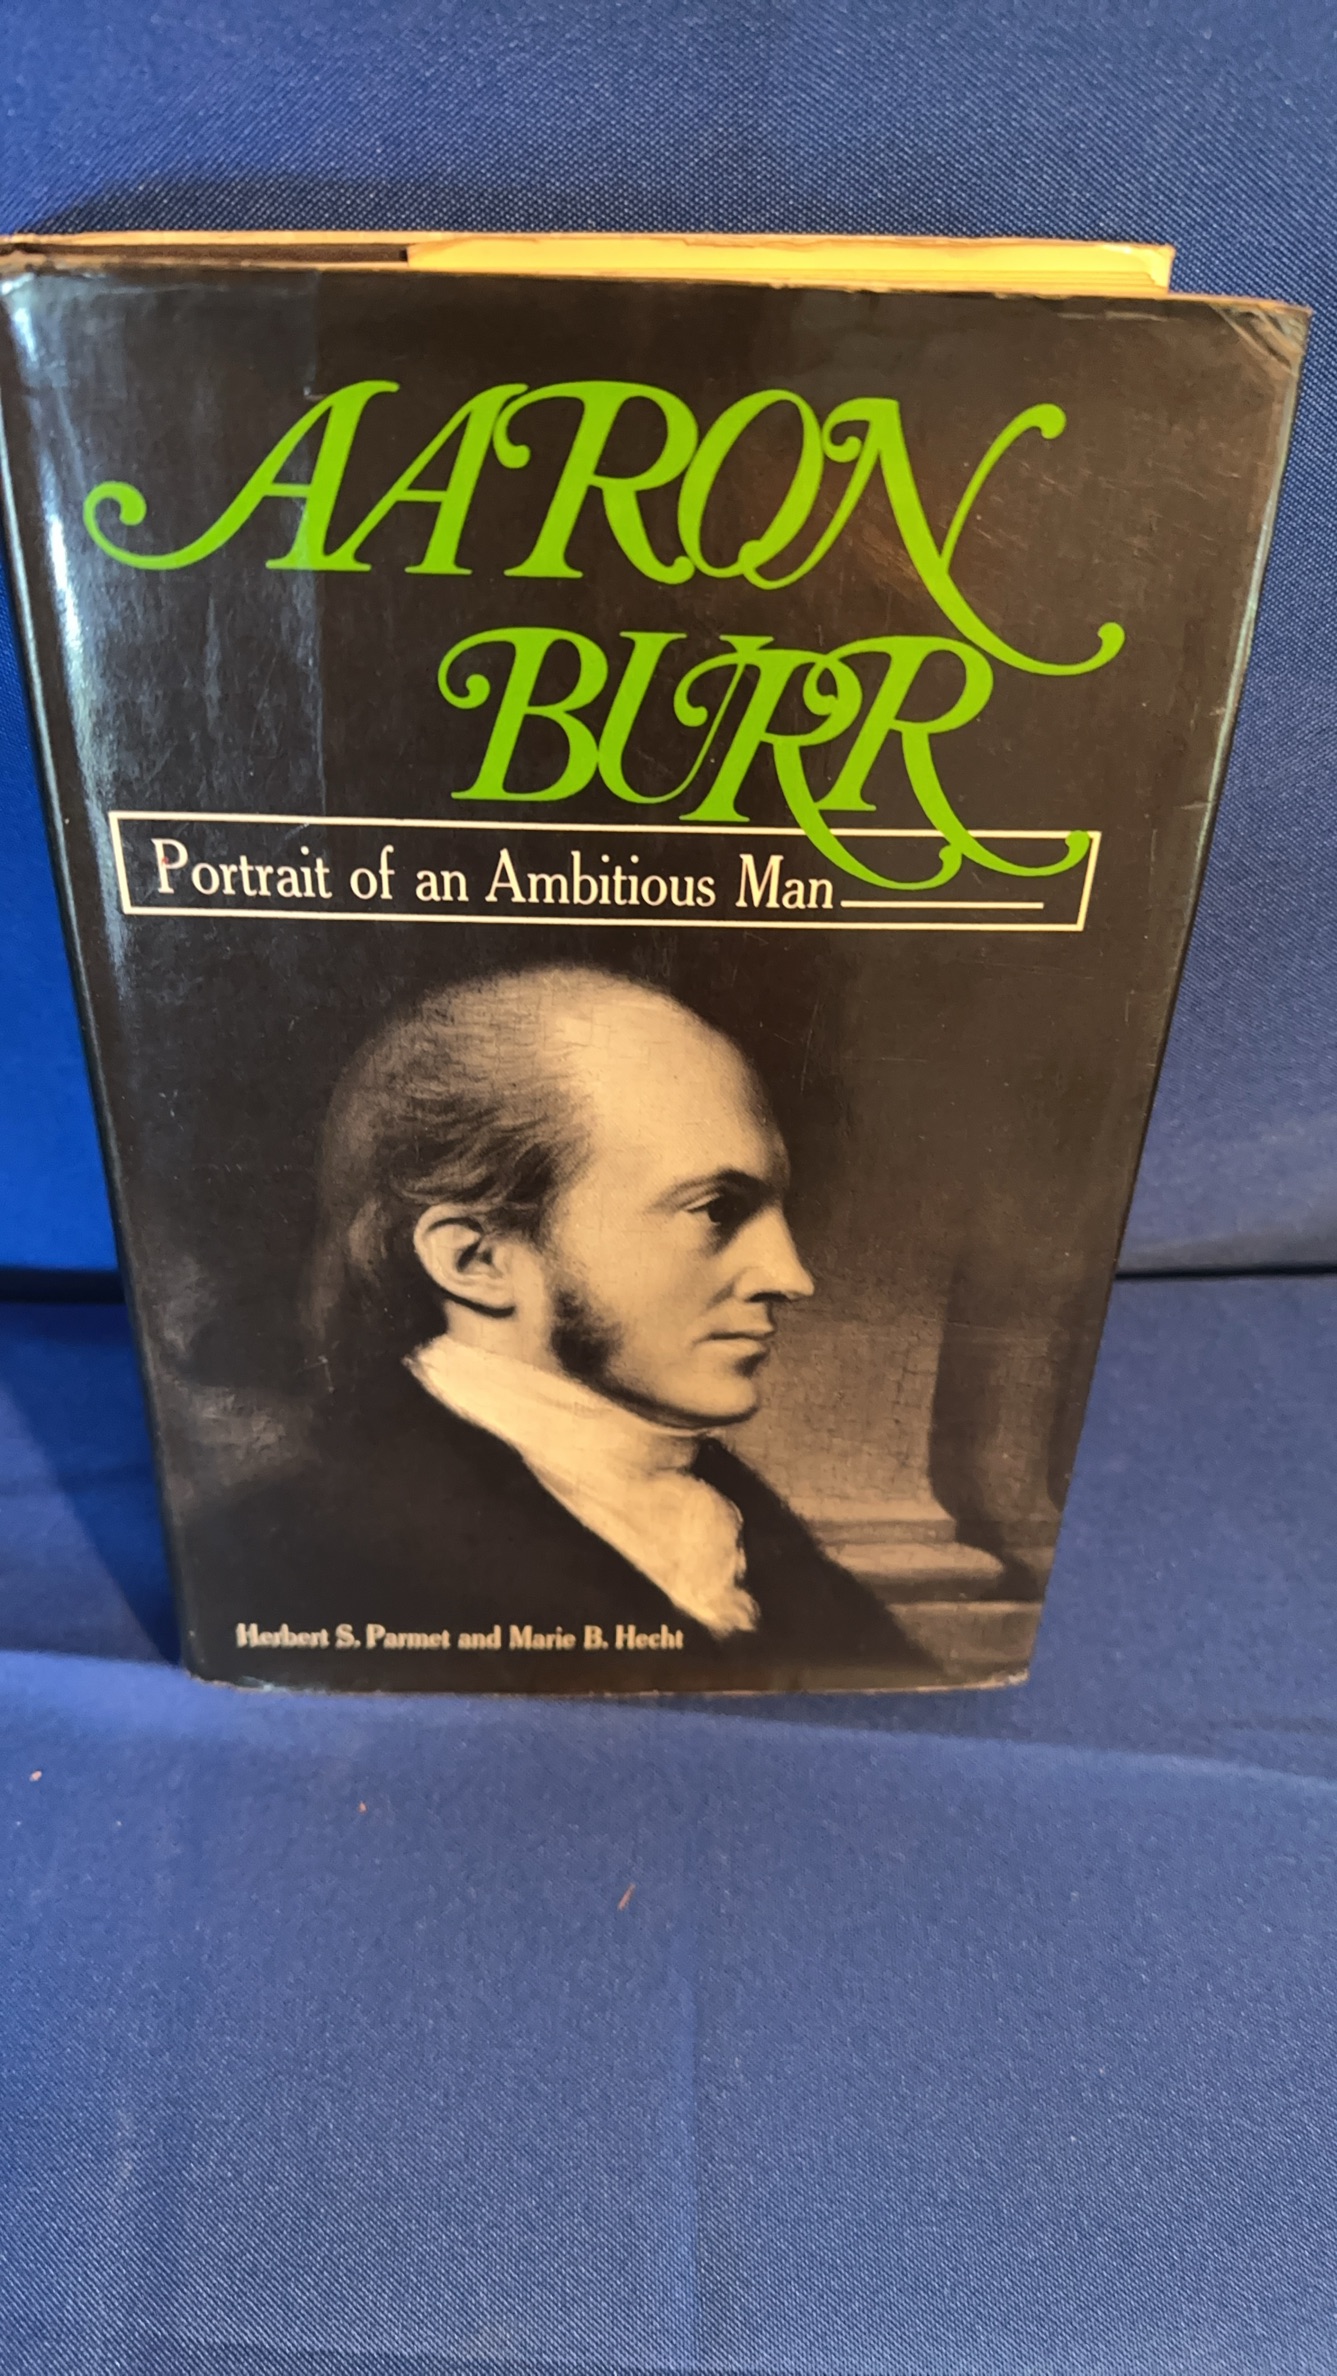 AARON
BURR
Portrait of an Ambitious Man
Herbert S. Parmet and Marie B. Hecht